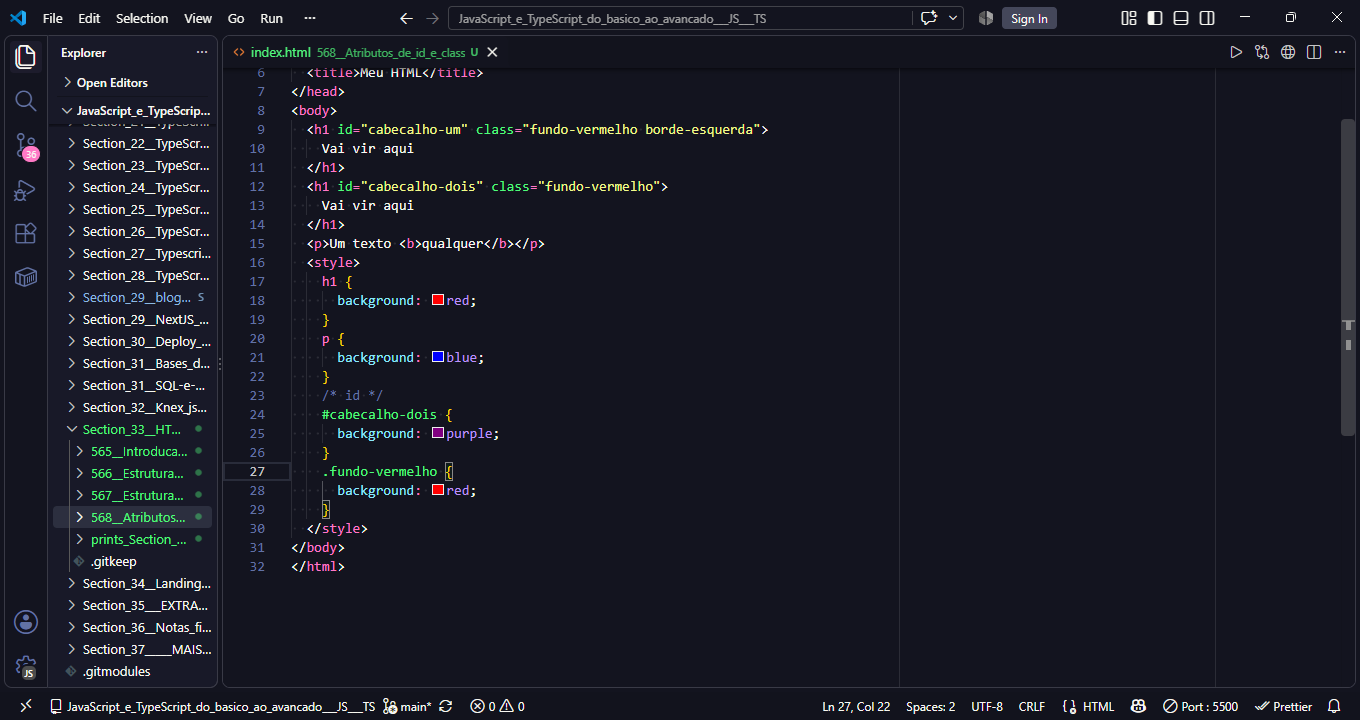 File Edit Selection View Go Run ···
JavaScript_e_TypeScript_do_basico_ao_avancado___JS___TS
Sign In
Explorer ···
Open Editors
JavaScript_e_TypeScrip...
Section_22__TypeScr...
Section_23__TypeScr...
Section_24__TypeScr...
Section_25__TypeScr...
Section_26__TypeScr...
Section_27__Typescri...
Section_28__TypeScr...
Section_29__blog... S
Section_29__NextJS_...
Section_30__Deploy_...
Section_31__Bases_d...
Section_31__SQL-e-...
Section_32__Knex_js...
Section_33__HT...
565__Introduca...
566__Estrutura...
567__Estrutura...
568__Atributos...
prints_Section_...
.gitkeep
Section_34__Landing...
Section_35___EXTRA...
Section_36__Notas_fi...
Section_37____MAIS...
.gitmodules
36
JS
index.html 568__Atributos_de_id_e_class U
6 <title>Meu HTML</title>
7 </head>
8 <body>
9 <h1 id="cabecalho-um" class="fundo-vermelho borde-esquerda">
10 Vai vir aqui
11 </h1>
12 <h1 id="cabecalho-dois" class="fundo-vermelho">
13 Vai vir aqui
14 </h1>
15 <p>Um texto <b>qualquer</b></p>
16 <style>
17 h1 {
18 background: red;
19 }
20 p {
21 background: blue;
22 }
23 /* id */
24 #cabecalho-dois {
25 background: purple;
26 }
27 .fundo-vermelho {
28 background: red;
29 }
30 </style>
31 </body>
32 </html>
JavaScript_e_TypeScript_do_basico_ao_avancado___JS___TS main* 0 0 Ln 27, Col 22 Spaces: 2 UTF-8 CRLF HTML Port : 5500 Prettier